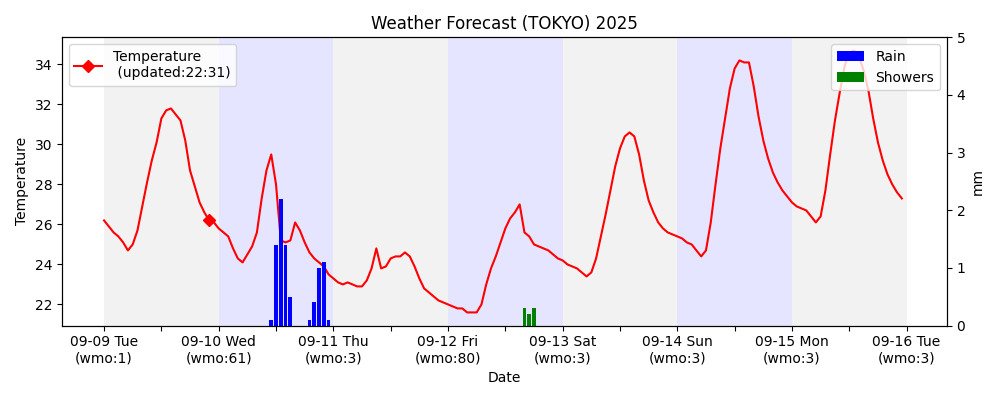 Weather Forecast (TOKYO) 2025
Temperature
(updated:22:31)
Rain
Showers
34
32
30
28
26
24
22
Temperature
5
4
3
2
1
0
mm
09-09 Tue
(wmo:1)
09-10 Wed
(wmo:61)
09-11 Thu
(wmo:3)
09-12 Fri
(wmo:80)
09-13 Sat
(wmo:3)
09-14 Sun
(wmo:3)
09-15 Mon
(wmo:3)
09-16 Tue
(wmo:3)
Date